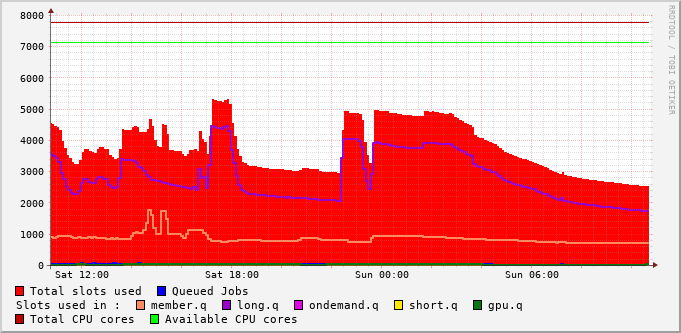 8000
7000
6000
5000
4000
3000
2000
1000
0
Sat 12:00 Sat 18:00 Sun 00:00 Sun 06:00
RRDTOOL / TOBI OETIKER
Total slots used Queued Jobs
Slots used in : member.q long.q ondemand.q short.q gpu.q
Total CPU cores Available CPU cores